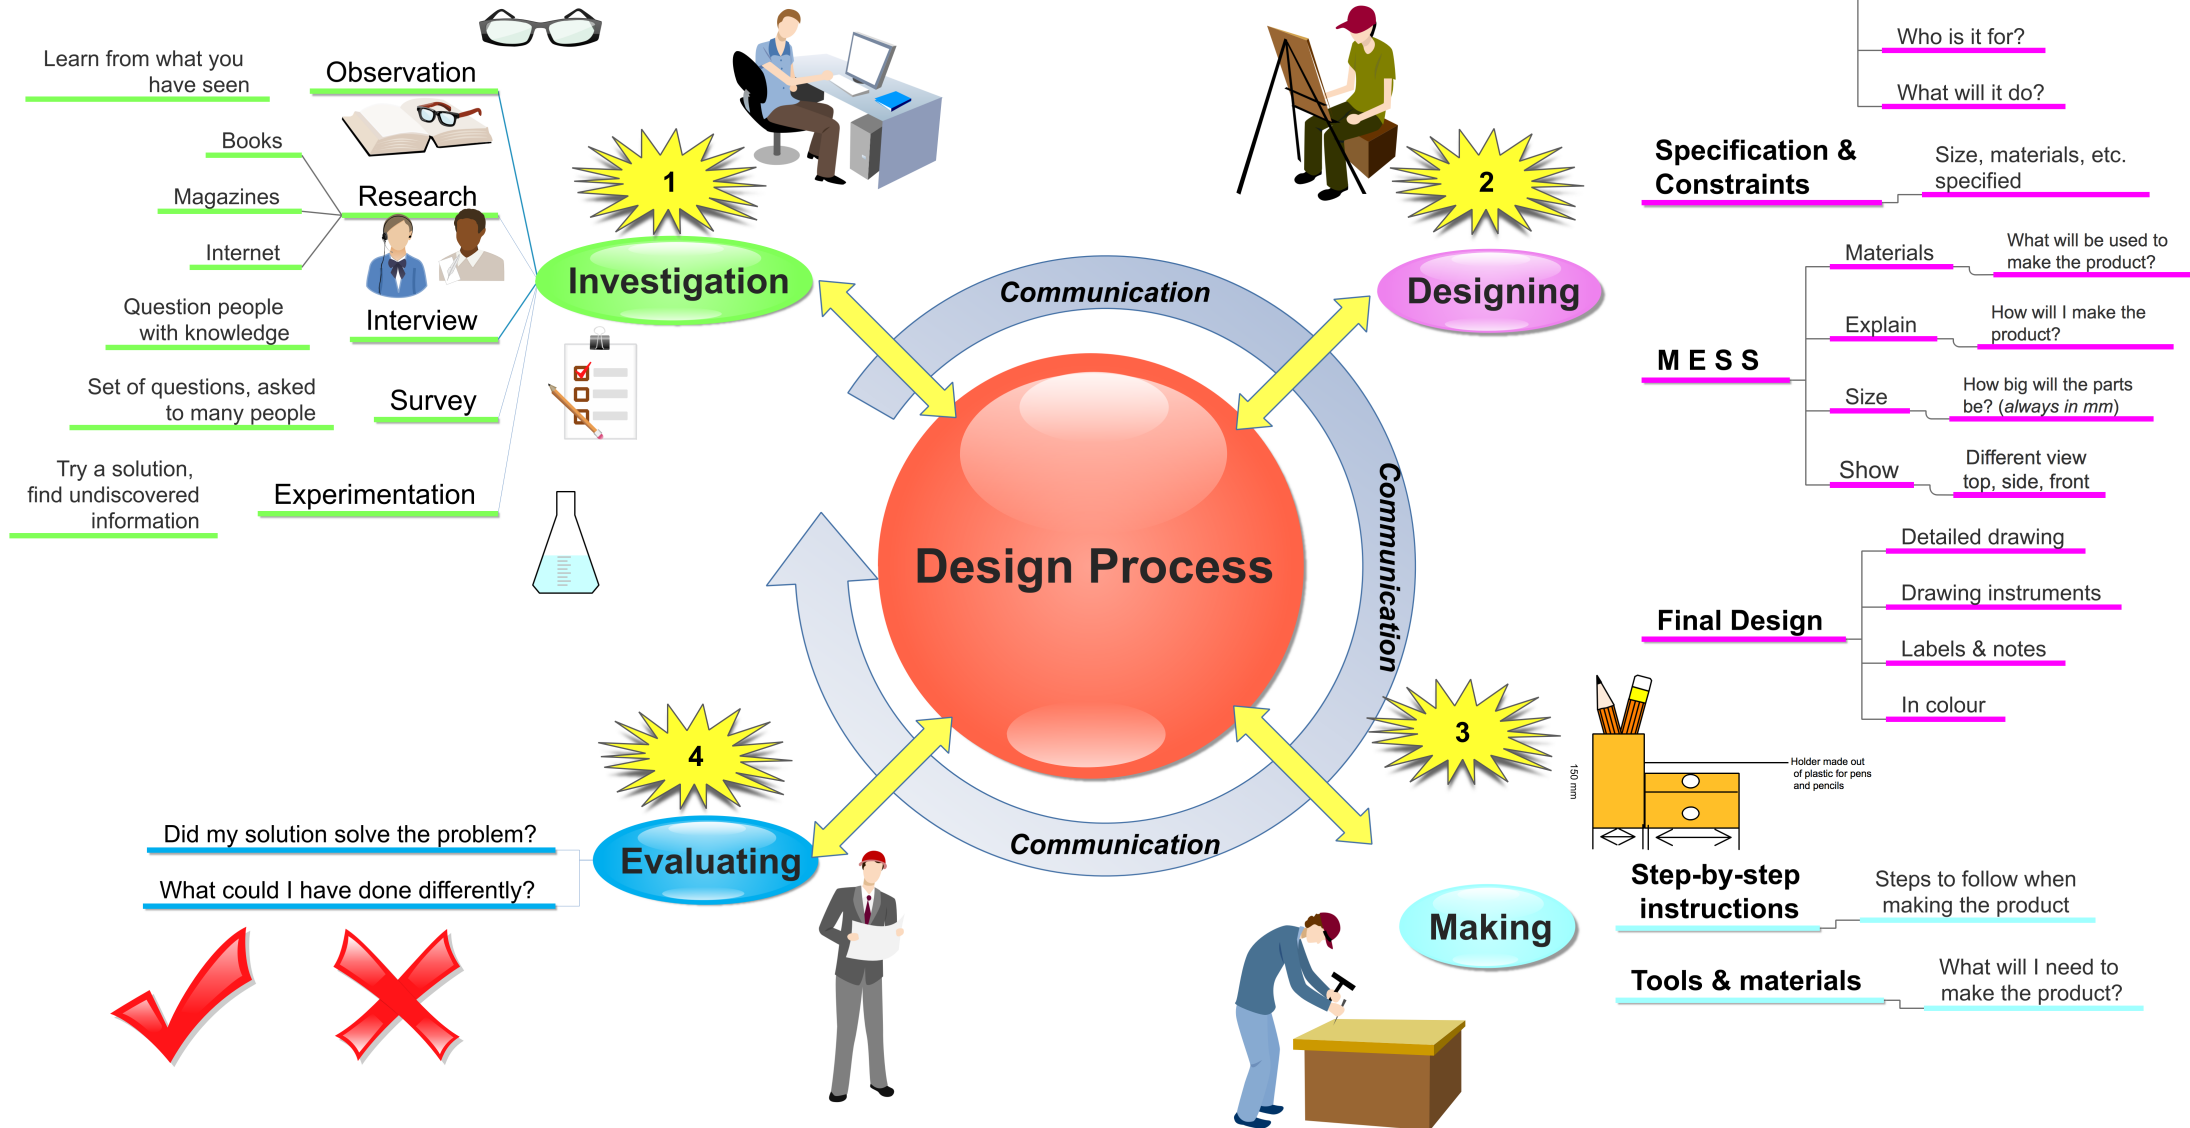 Learn from what you
have seen
Observation
Books
Magazines
Internet
Research
Question people
with knowledge
Interview
Set of questions, asked
to many people
Survey
Try a solution,
find undiscovered
information
Experimentation
1
Investigation
2
Designing
Who is it for?
What will it do?
Specification &
Constraints
Size, materials, etc.
specified
M E S S
Materials
What will be used to
make the product?
Explain
How will I make the
product?
Size
How big will the parts
be? (always in mm)
Show
Different view
top, side, front
Final Design
Detailed drawing
Drawing instruments
Labels & notes
In colour
Communication
Communication
Communication
Design Process
150 mm
Holder made out
of plastic for pens
and pencils
3
Making
Step-by-step
instructions
Steps to follow when
making the product
Tools & materials
What will I need to
make the product?
4
Evaluating
Did my solution solve the problem?
What could I have done differently?